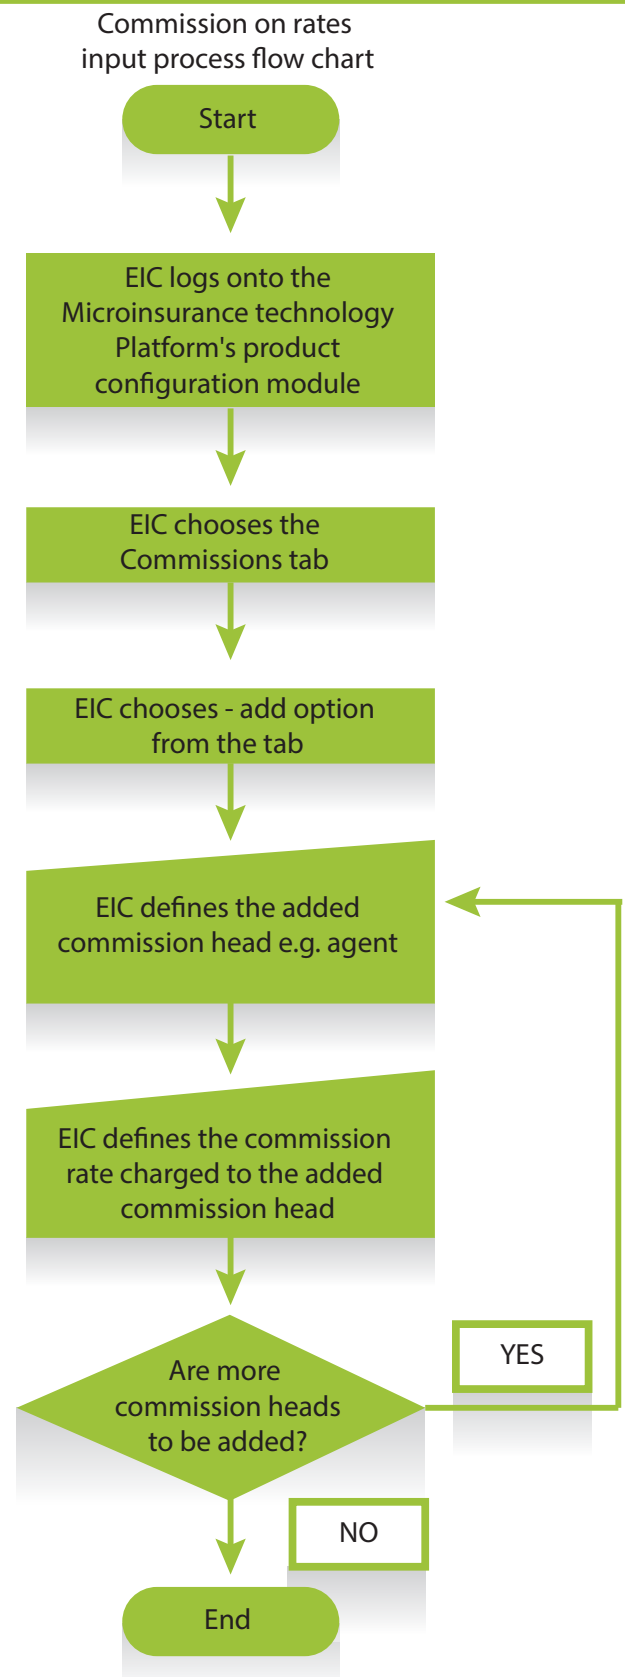 Commission on rates
input process flow chart
Start
EIC logs onto the
Microinsurance technology
Platform's product
configuration module
EIC chooses the
Commissions tab
EIC chooses - add option
from the tab
EIC defines the added
commission head e.g. agent
EIC defines the commission
rate charged to the added
commission head
Are more
commission heads
to be added?
YES
NO
End